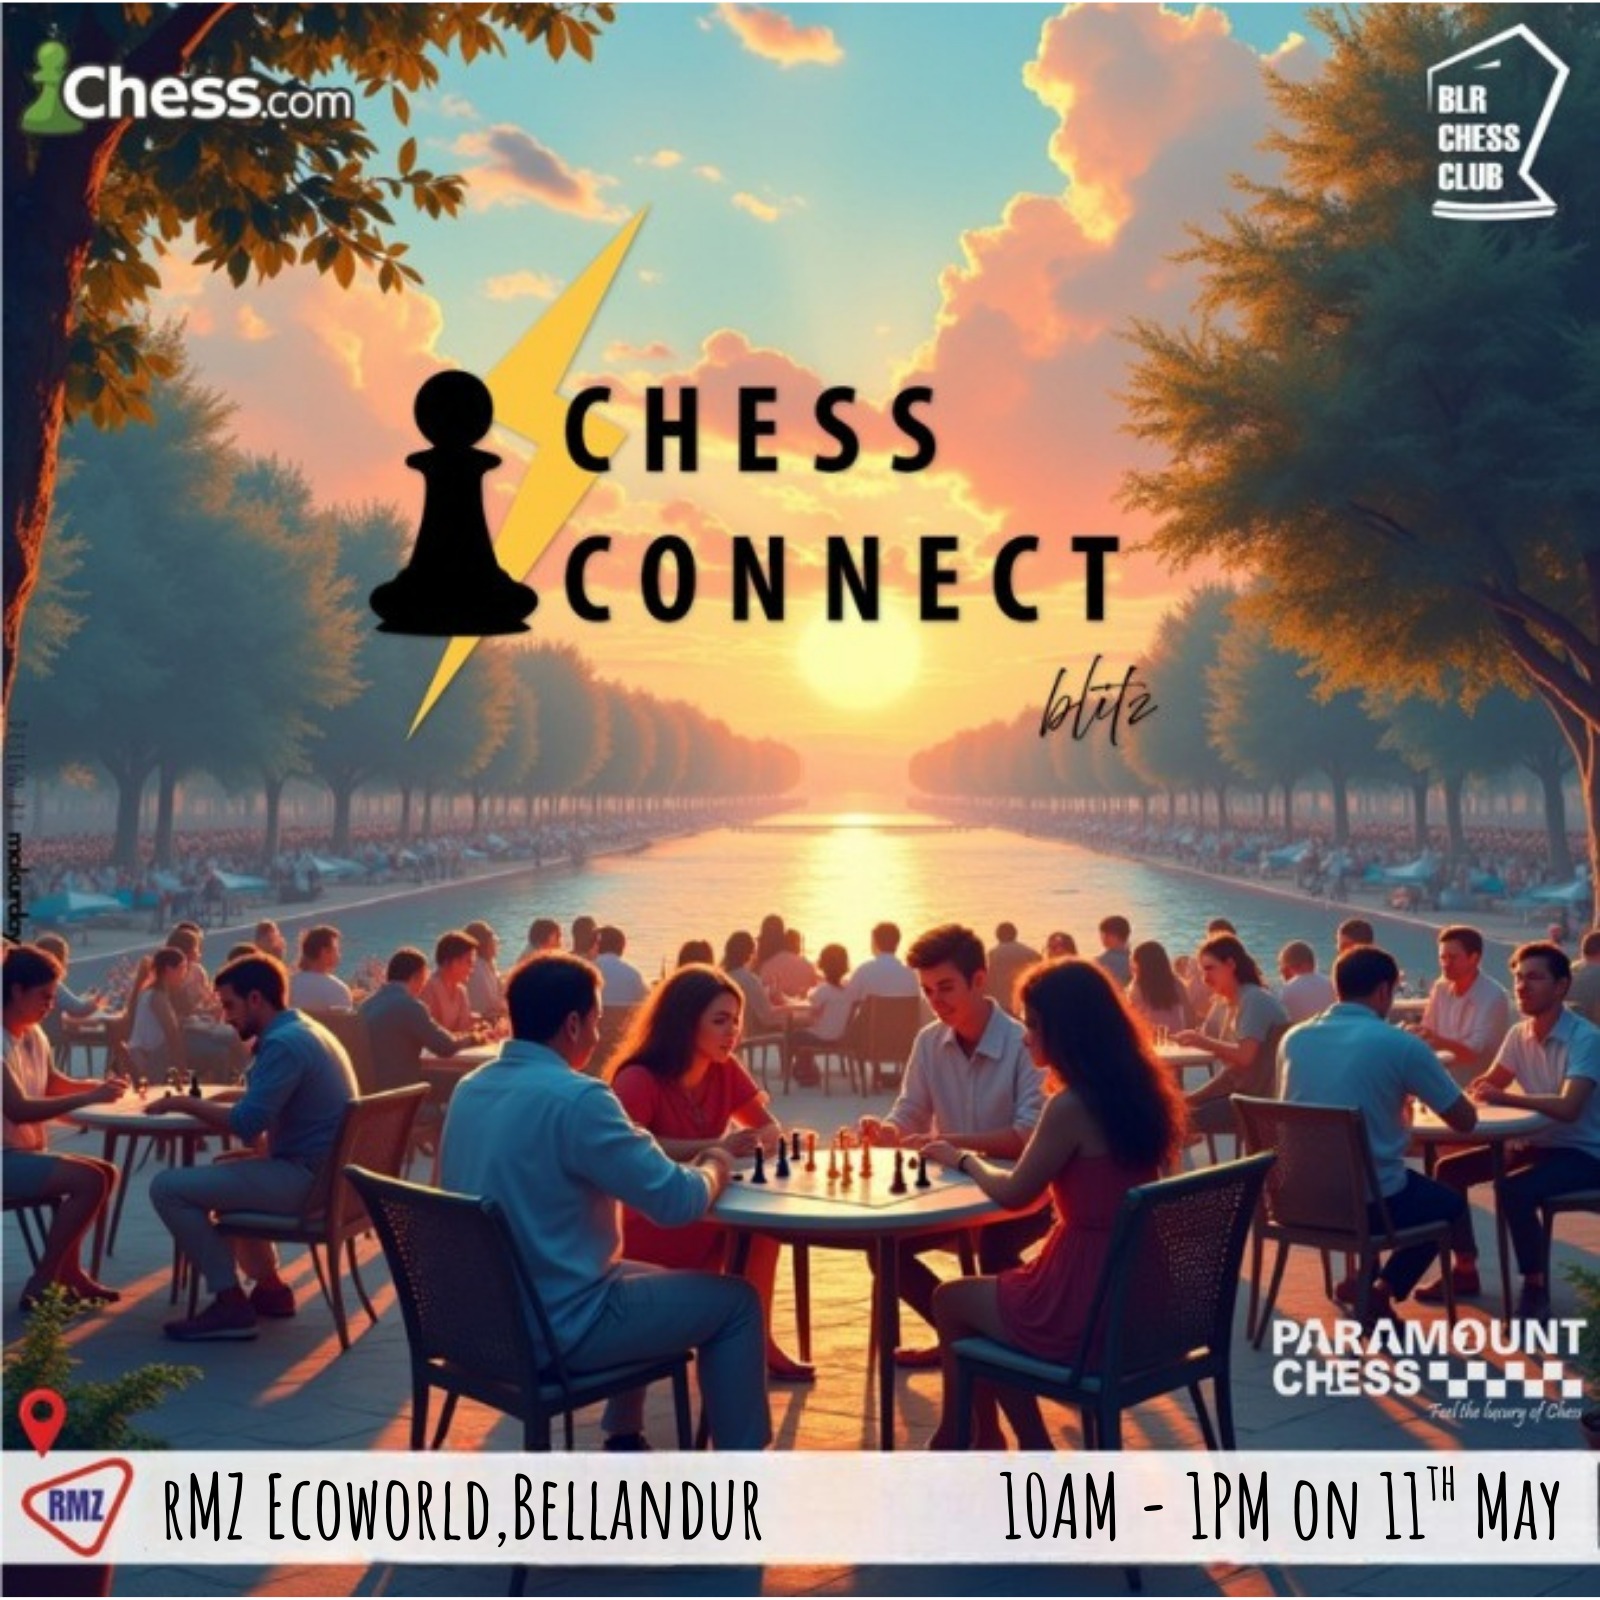 Chess.com
BLR
CHESS
CLUB
CHESS
CONNECT
blitz
PARAMOUNT
CHESS
Feel the luxury of Chess
RMZ
RMZ ECOWORLD,BELLANDUR
10AM - 1PM ON 11TH MAY